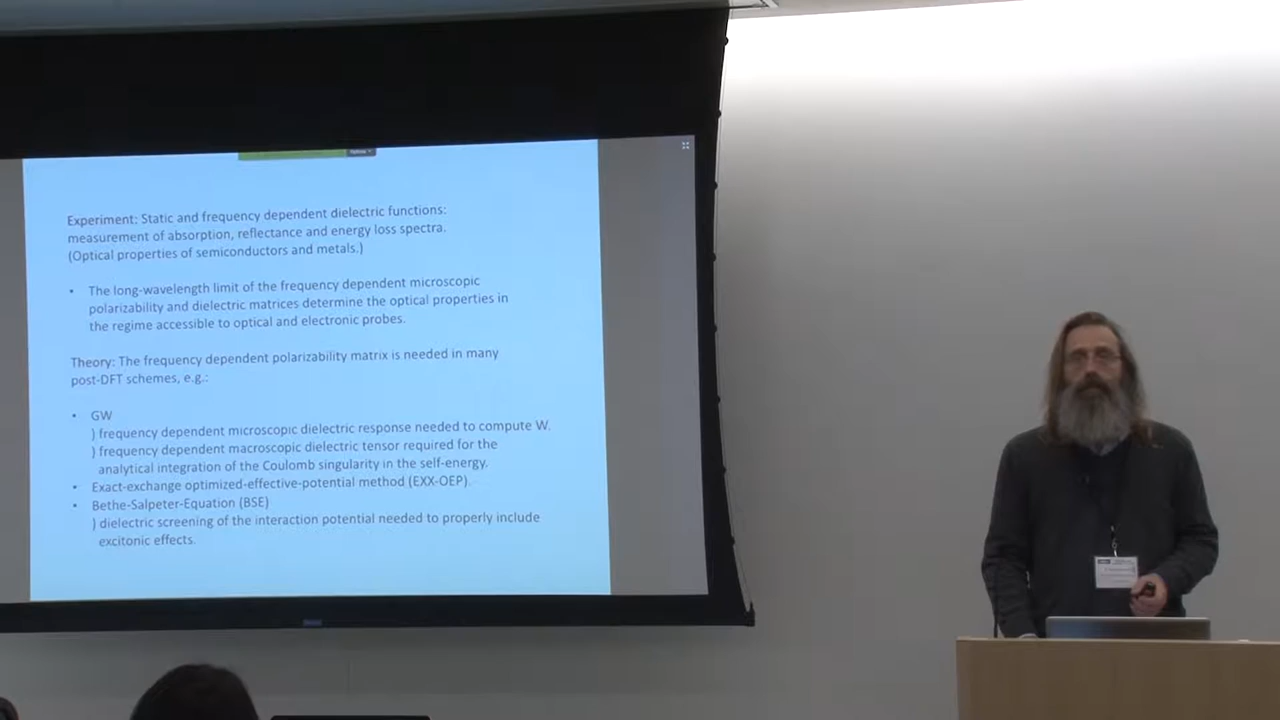 Experiment: Static and frequency dependent dielectric functions:
measurement of absorption, reflectance and energy loss spectra.
(Optical properties of semiconductors and metals.)
• The long-wavelength limit of the frequency dependent microscopic
polarizability and dielectric matrices determine the optical properties in
the regime accessible to optical and electronic probes.
Theory: The frequency dependent polarizability matrix is needed in many
post-DFT schemes, e.g.:
• GW
) frequency dependent microscopic dielectric response needed to compute W.
) frequency dependent macroscopic dielectric tensor required for the
analytical integration of the Coulomb singularity in the self-energy.
• Exact-exchange optimized-effective-potential method (EXX-OEP).
• Bethe-Salpeter-Equation (BSE)
) dielectric screening of the interaction potential needed to properly include
excitonic effects.